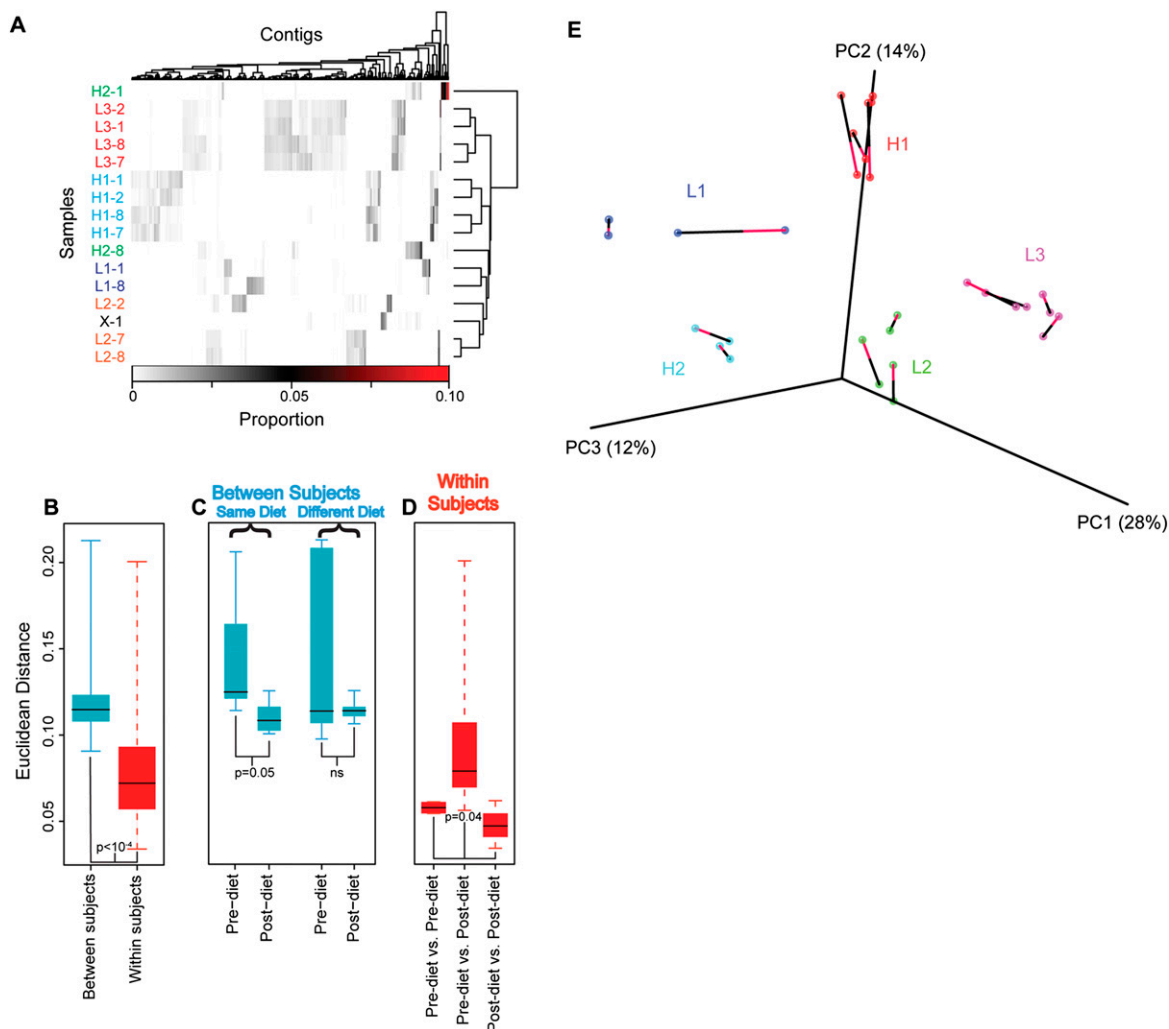 A
Contigs
Samples
H2-1
L3-2
L3-1
L3-8
L3-7
H1-1
H1-2
H1-8
H1-7
H2-8
L1-1
L1-8
L2-2
X-1
L2-7
L2-8
0
0.05
0.10
Proportion
E
PC2 (14%)
H1
L1
L3
H2
L2
PC3 (12%)
PC1 (28%)
B
Euclidean Distance
0.20
0.15
0.10
0.05
p<10⁻⁴
Between subjects
Within subjects
C
Between Subjects
Same Diet Different Diet
p=0.05
ns
Pre-diet
Post-diet
Pre-diet
Post-diet
D
Within
Subjects
p=0.04
Pre-diet vs. Pre-diet
Pre-diet vs. Post-diet
Post-diet vs. Post-diet